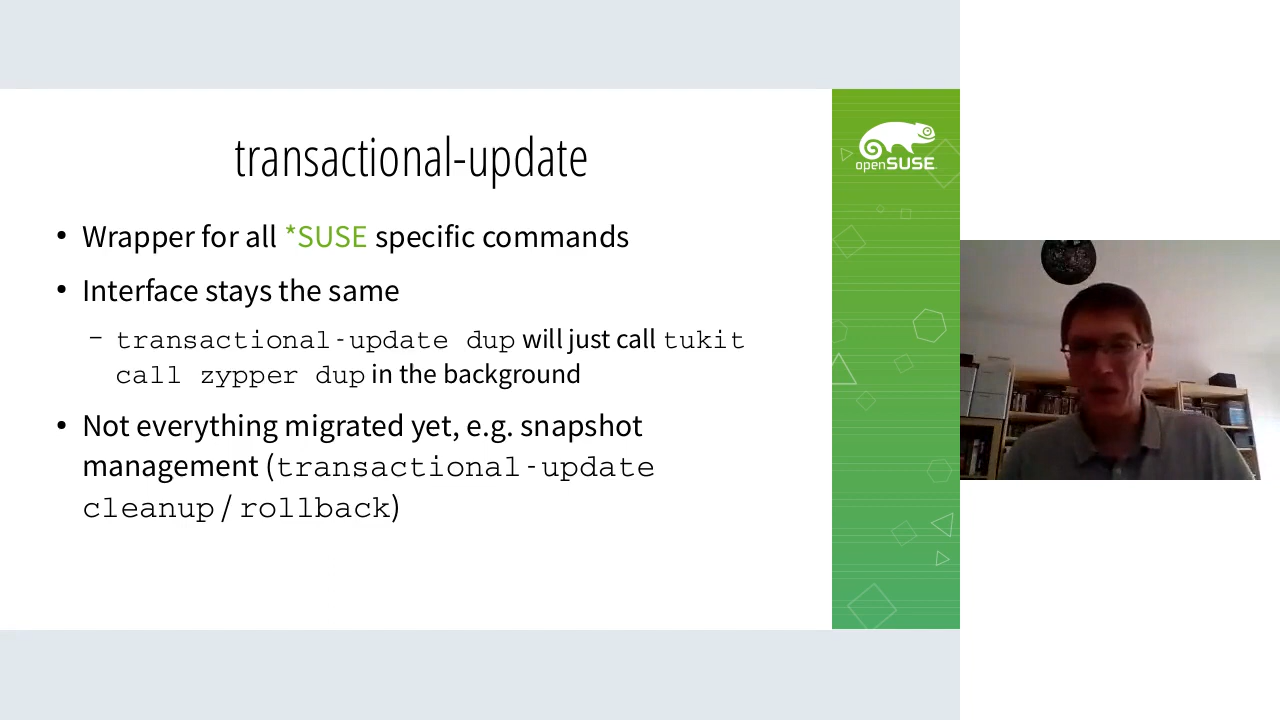 transactional-update
• Wrapper for all *SUSE specific commands
• Interface stays the same
– transactional-update dup will just call tukit
call zypper dup in the background
• Not everything migrated yet, e.g. snapshot
management (transactional-update
cleanup / rollback)
openSUSE